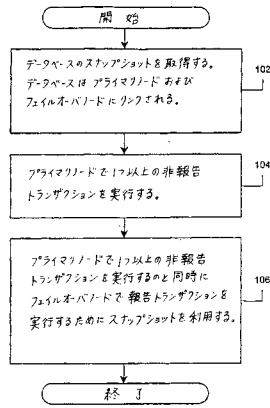 開始
データベースのスナップショットを取得する。
データベースはプライマリノードおよび
フェイルオーバノードにリンクされる。
102
プライマリノードで1つ以上の非報告
トランザクションを実行する。
104
プライマリノードで1つ以上の非報告
トランザクションを実行するのと同時に
フェイルオーバノードで報告トランザクションを
実行するためにスナップショットを利用する。
106
終了